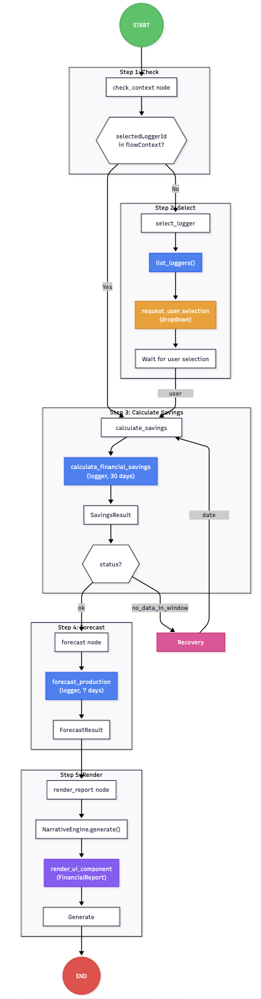 START
Step 1: Check
check_context node
selectedLoggerId
in flowContext?
No
Step 2: Select
select_logger
list_loggers()
Yes
request_user_selection
(dropdown)
Wait for user selection
user
Step 3: Calculate Savings
calculate_savings
calculate_financial_savings
(logger, 30 days)
SavingsResult
date
status?
ok
no_data_in_window
Step 4: Forecast
forecast node
Recovery
forecast_production
(logger, 7 days)
ForecastResult
Step 5: Render
render_report node
NarrativeEngine.generate()
render_ui_component
(FinancialReport)
Generate
END